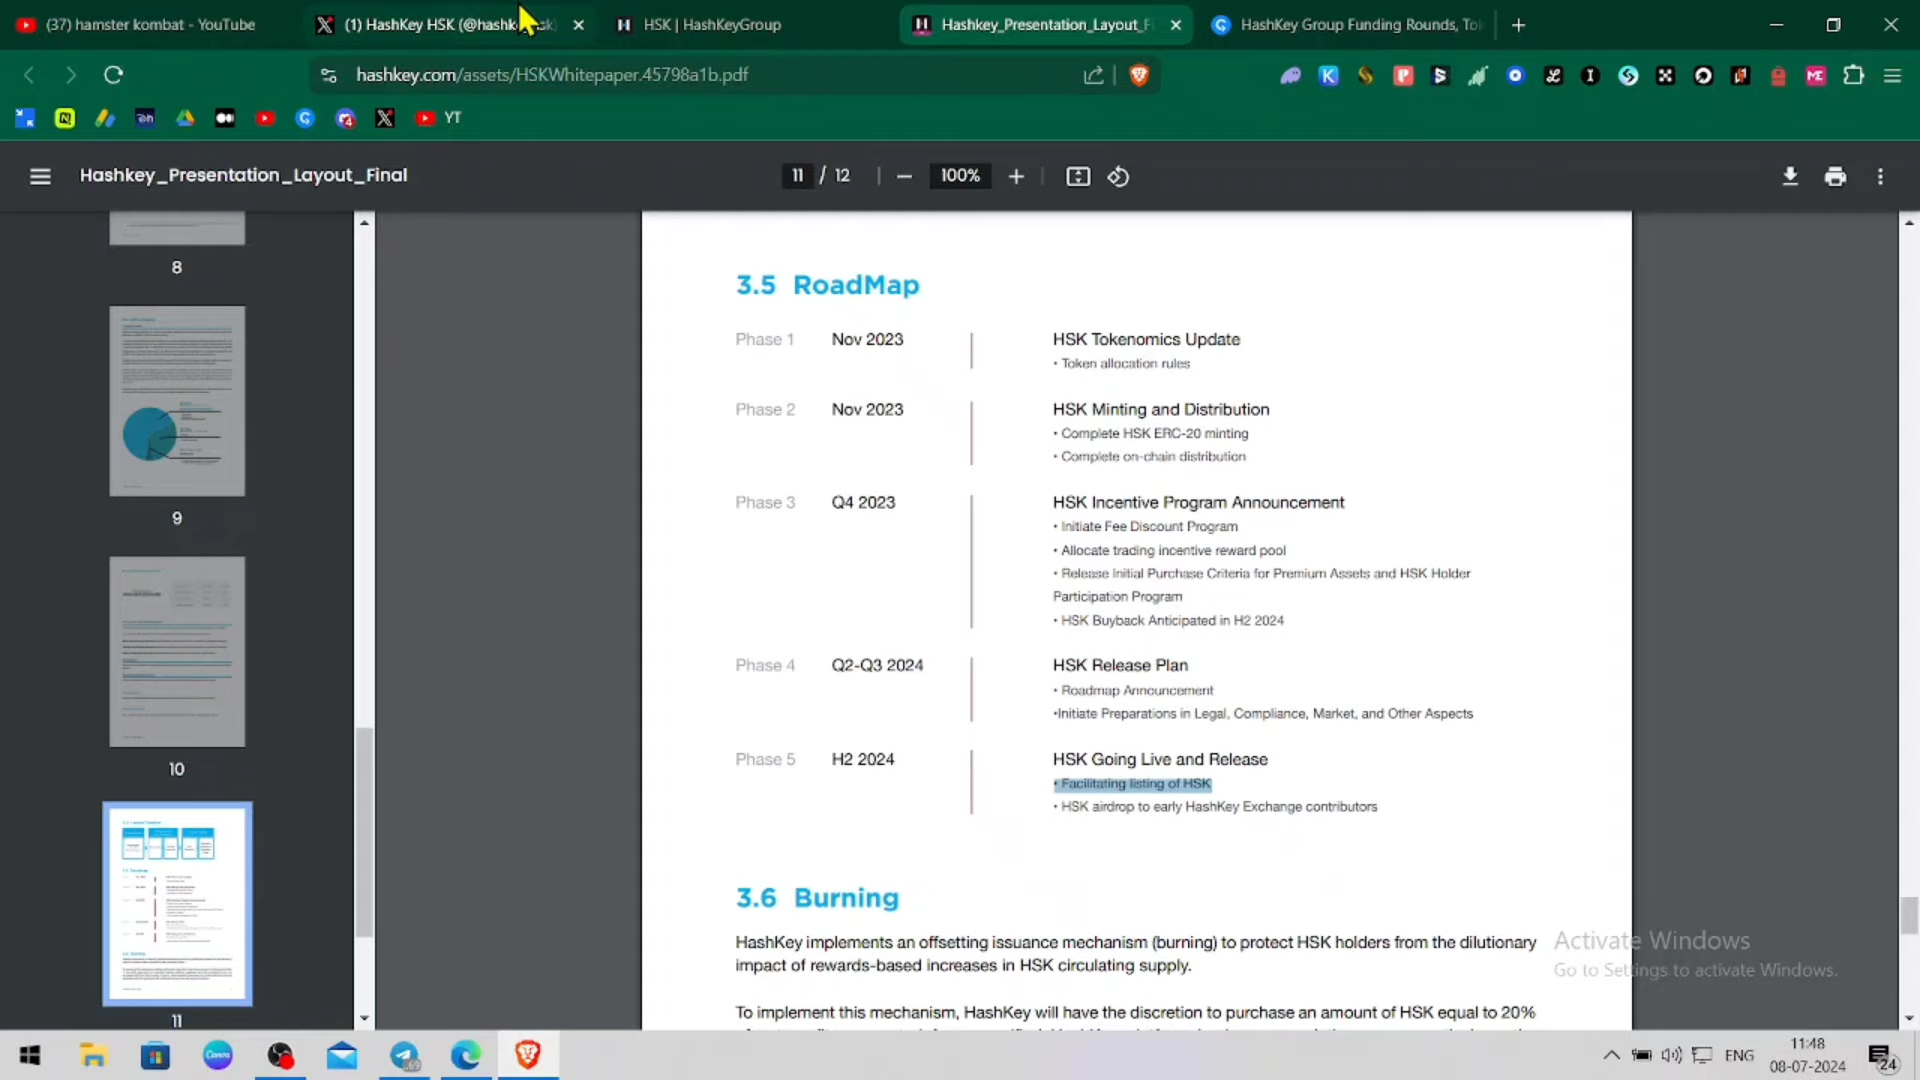 (37) hamster kombat - YouTube
(1) HashKey HSK (@hashk
HSK | HashKeyGroup
Hashkey_Presentation_Layout_F
HashKey Group Funding Rounds, To
hashkey.com/assets/HSKWhitepaper.45798a1b.pdf
YT
Hashkey_Presentation_Layout_Final
11 / 12
100%
8
9
10
11
3.5 RoadMap
Phase 1 Nov 2023 HSK Tokenomics Update
• Token allocation rules
Phase 2 Nov 2023 HSK Minting and Distribution
• Complete HSK ERC-20 minting
• Complete on-chain distribution
Phase 3 Q4 2023 HSK Incentive Program Announcement
• Initiate Fee Discount Program
• Allocate trading incentive reward pool
• Release Initial Purchase Criteria for Premium Assets and HSK Holder
Participation Program
• HSK Buyback Anticipated in H2 2024
Phase 4 Q2-Q3 2024 HSK Release Plan
• Roadmap Announcement
•Initiate Preparations in Legal, Compliance, Market, and Other Aspects
Phase 5 H2 2024 HSK Going Live and Release
• Facilitating listing of HSK
• HSK airdrop to early HashKey Exchange contributors
3.6 Burning
HashKey implements an offsetting issuance mechanism (burning) to protect HSK holders from the dilutionary
impact of rewards-based increases in HSK circulating supply.
To implement this mechanism, HashKey will have the discretion to purchase an amount of HSK equal to 20%
Activate Windows
Go to Settings to activate Windows.
ENG
11:48
08-07-2024
24